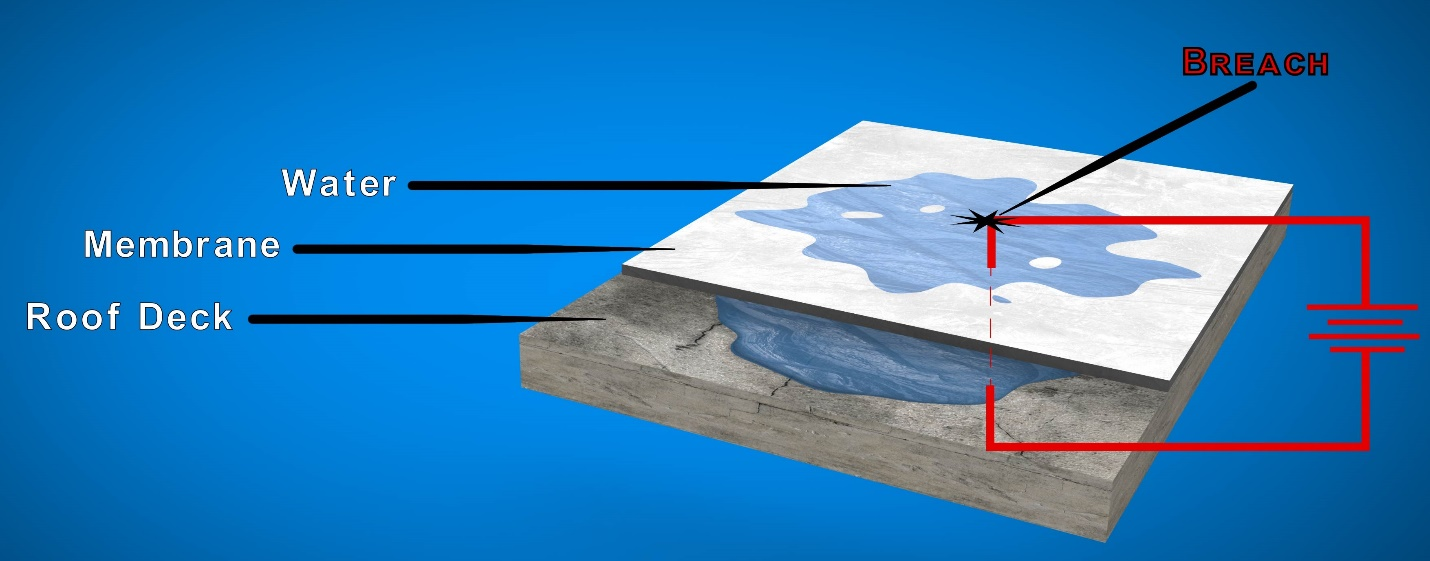 BREACH
Water
Membrane
Roof Deck